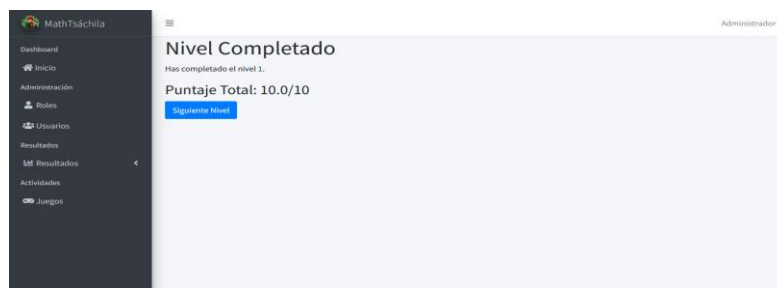 MathTsáchila
Administrador
Dashboard
Inicio
Administración
Roles
Usuarios
Resultados
Resultados
Actividades
Juegos
Nivel Completado
Has completado el nivel 1.
Puntaje Total: 10.0/10
Siguiente Nivel